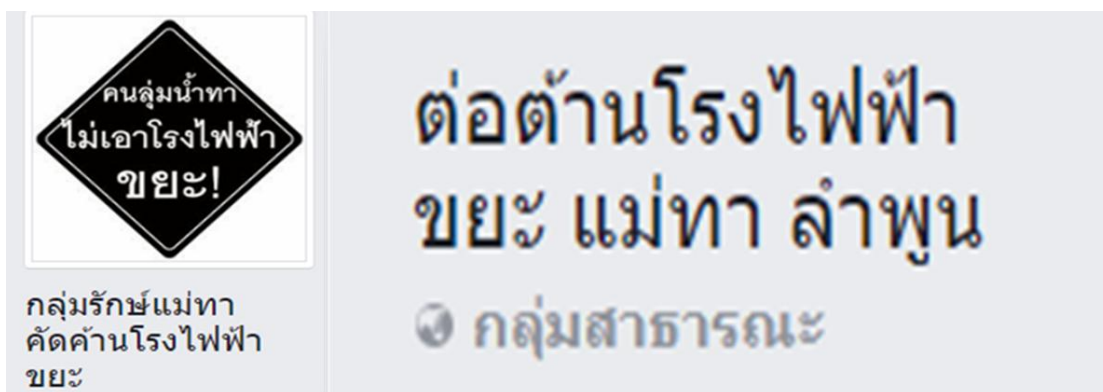 คนลุ่มน้ำทา
ไม่เอาโรงไฟฟ้า
ขยะ!
กลุ่มรักษ์แม่ทา
คัดค้านโรงไฟฟ้า
ขยะ
ต่อต้านโรงไฟฟ้า
ขยะ แม่ทา ลำพูน
กลุ่มสาธารณะ